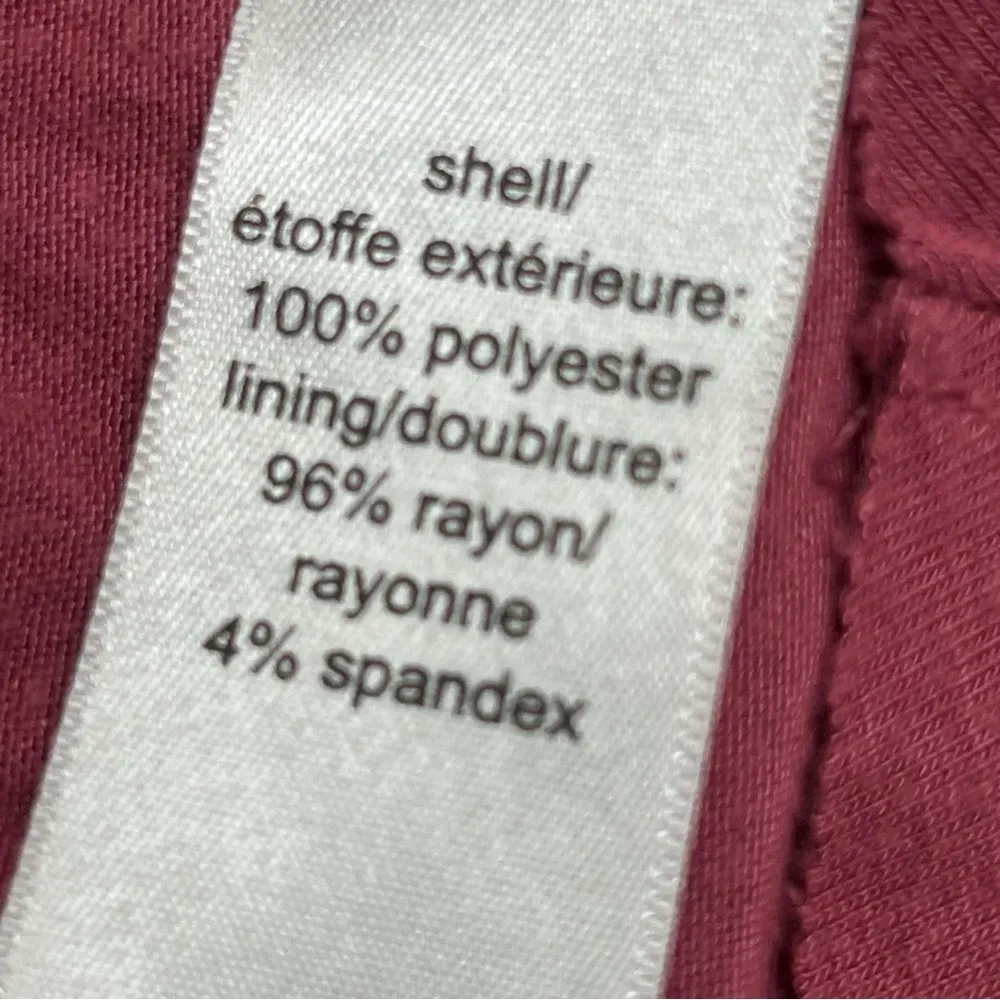 shell/
étoffe extérieure:
100% polyester
lining/doublure:
96% rayon/
rayonne
4% spandex